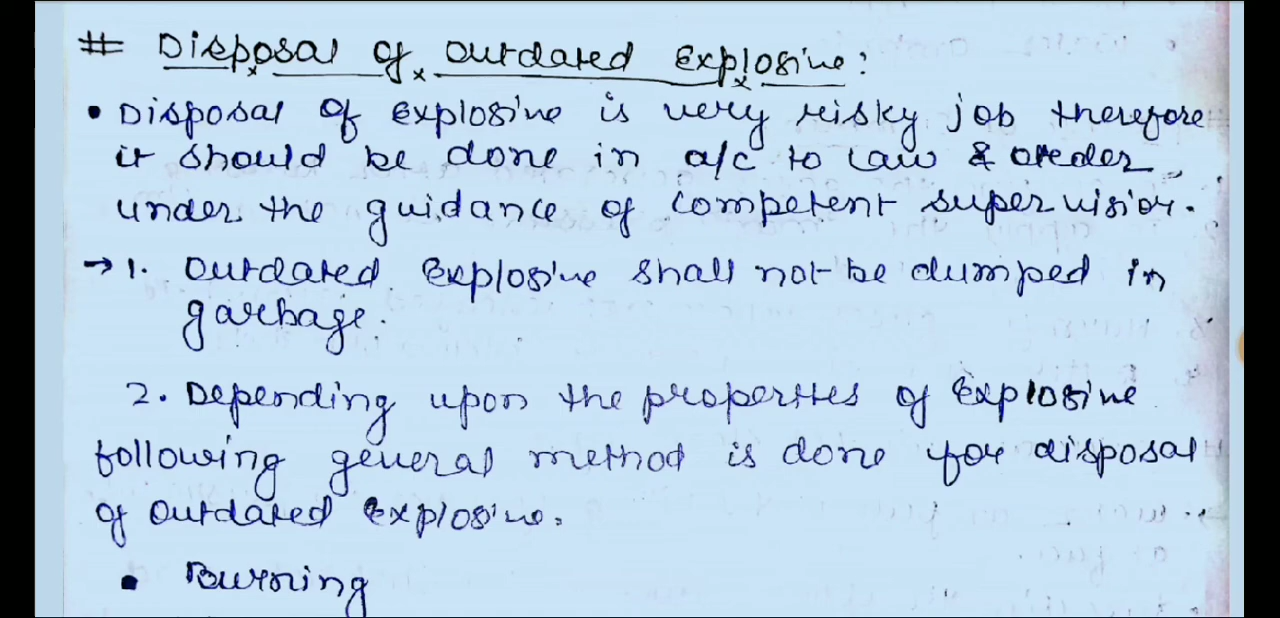 # Disposal of outdated Explosive:
• Disposal of explosive is very risky job therefore
it should be done in a/c to law & order
under the guidance of competent supervision.
→ 1. Outdated Explosive shall not be dumped in
garbage.
2. Depending upon the properties of Explosive
following general method is done for disposal
of outdated explosive.
• Burning